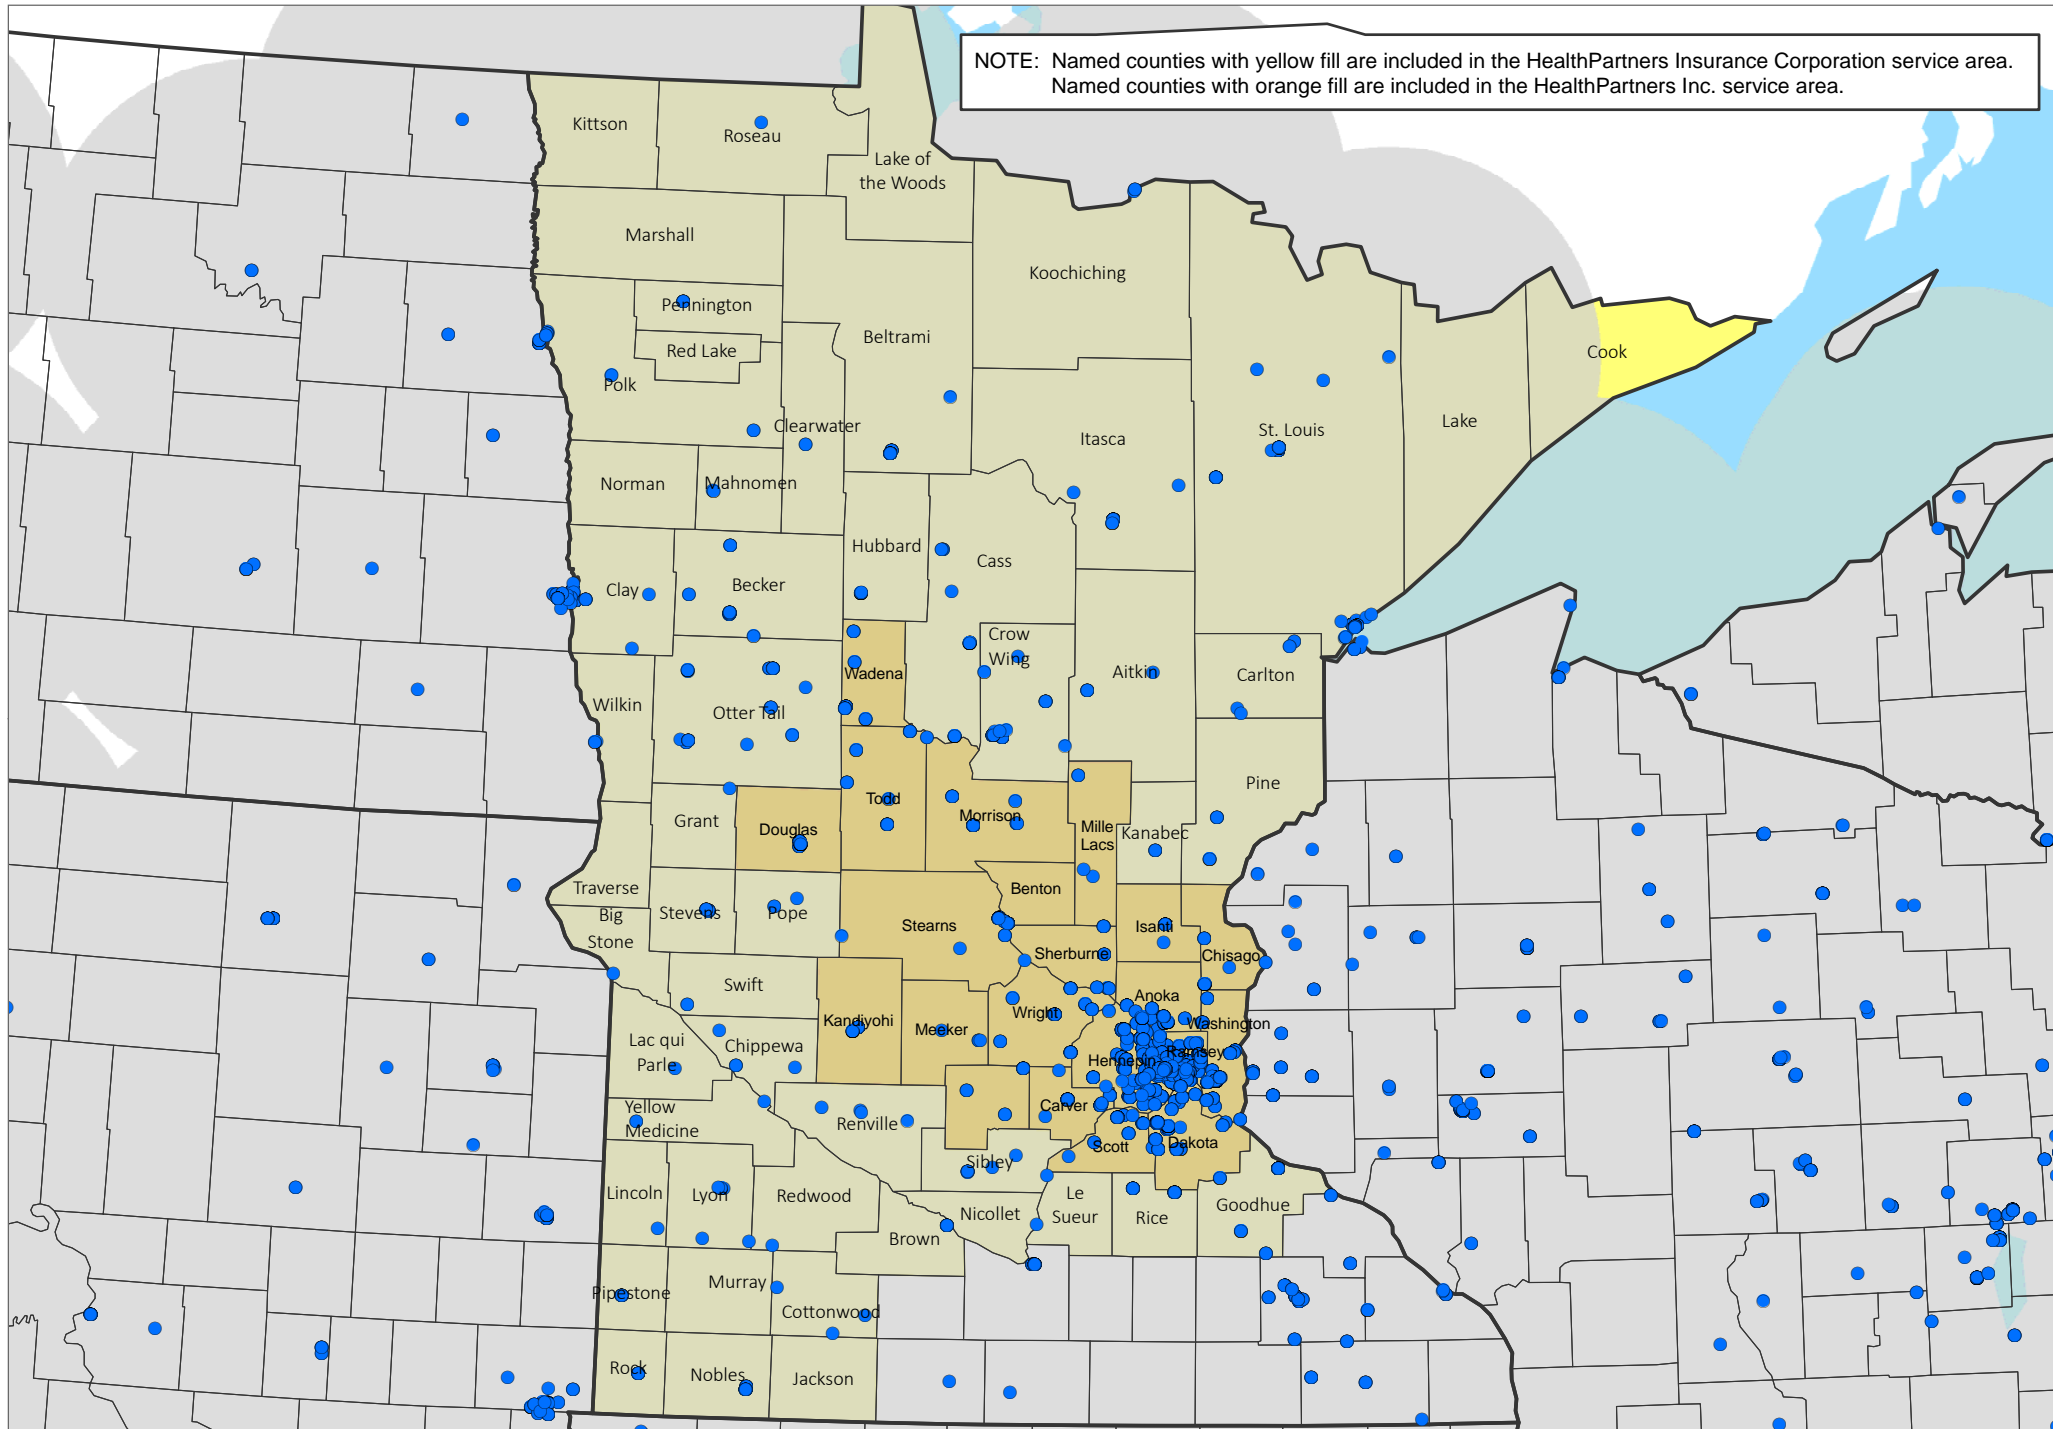 NOTE: Named counties with yellow fill are included in the HealthPartners Insurance Corporation service area.
Named counties with orange fill are included in the HealthPartners Inc. service area.
Kittson
Roseau
Lake of
the Woods
Marshall
Koochiching
Pennington
Beltrami
Red Lake
Cook
Polk
Clearwater
Itasca
St. Louis
Lake
Norman
Mahnomen
Hubbard
Cass
Clay
Becker
Crow
Wing
Wadena
Aitkin
Carlton
Wilkin
Otter Tail
Pine
Todd
Morrison
Grant
Douglas
Mille
Lacs
Kanabec
Traverse
Benton
Big
Stone
Stevens
Pope
Stearns
Isanti
Sherburne
Chisago
Swift
Anoka
Kandiyohi
Meeker
Wright
Washington
Lac qui
Parle
Chippewa
Hennepin
Ramsey
Yellow
Medicine
Renville
Carver
Scott
Dakota
Sibley
Lincoln
Lyon
Redwood
Nicollet
Le
Sueur
Rice
Goodhue
Brown
Pipestone
Murray
Cottonwood
Rock
Nobles
Jackson